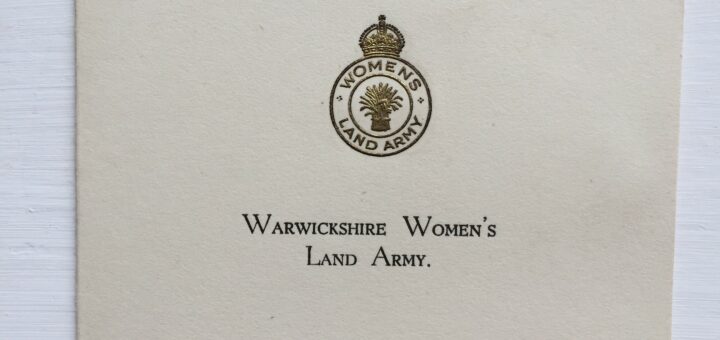 WOMENS
LAND ARMY
WARWICKSHIRE WOMEN'S
LAND ARMY.